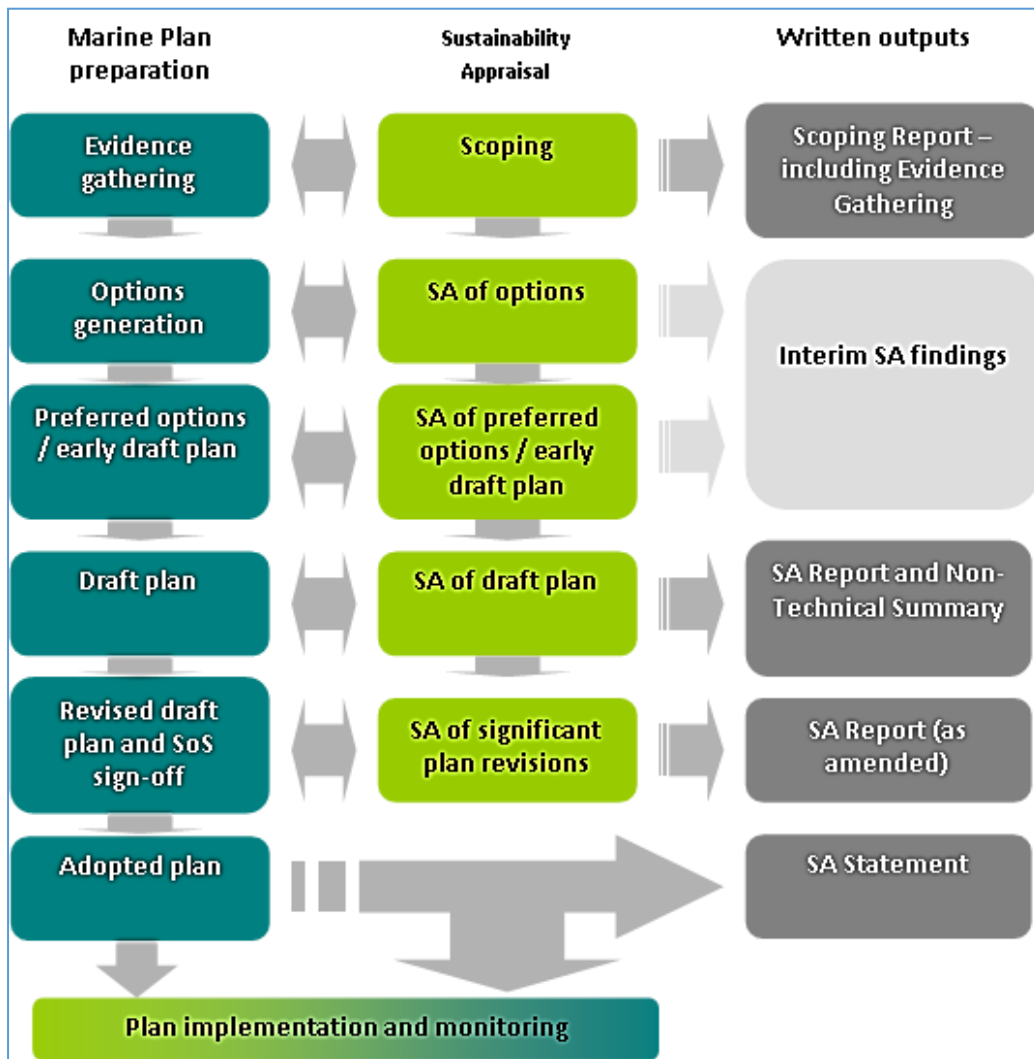 Marine Plan
preparation
Sustainability
Appraisal
Written outputs
Evidence
gathering
Scoping
Scoping Report –
including Evidence
Gathering
Options
generation
SA of options
Interim SA findings
Preferred options
/ early draft plan
SA of preferred
options / early
draft plan
Draft plan
SA of draft plan
SA Report and Non-
Technical Summary
Revised draft
plan and SoS
sign-off
SA of significant
plan revisions
SA Report (as
amended)
Adopted plan
SA Statement
Plan implementation and monitoring